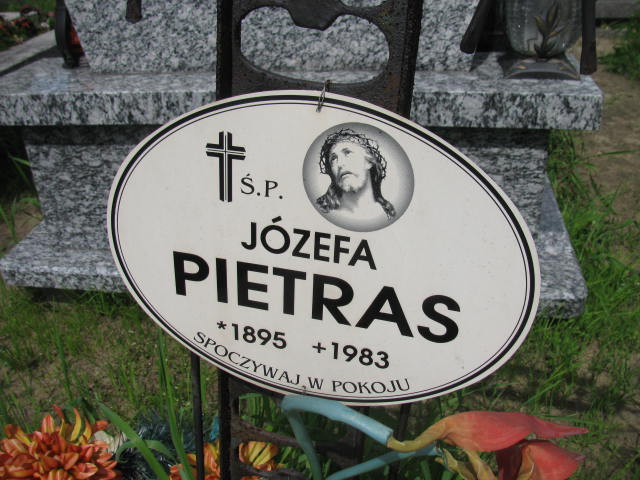 Ś.P.
JÓZEFA
PIETRAS
*1895 +1983
SPOCZYWAJ W POKOJU